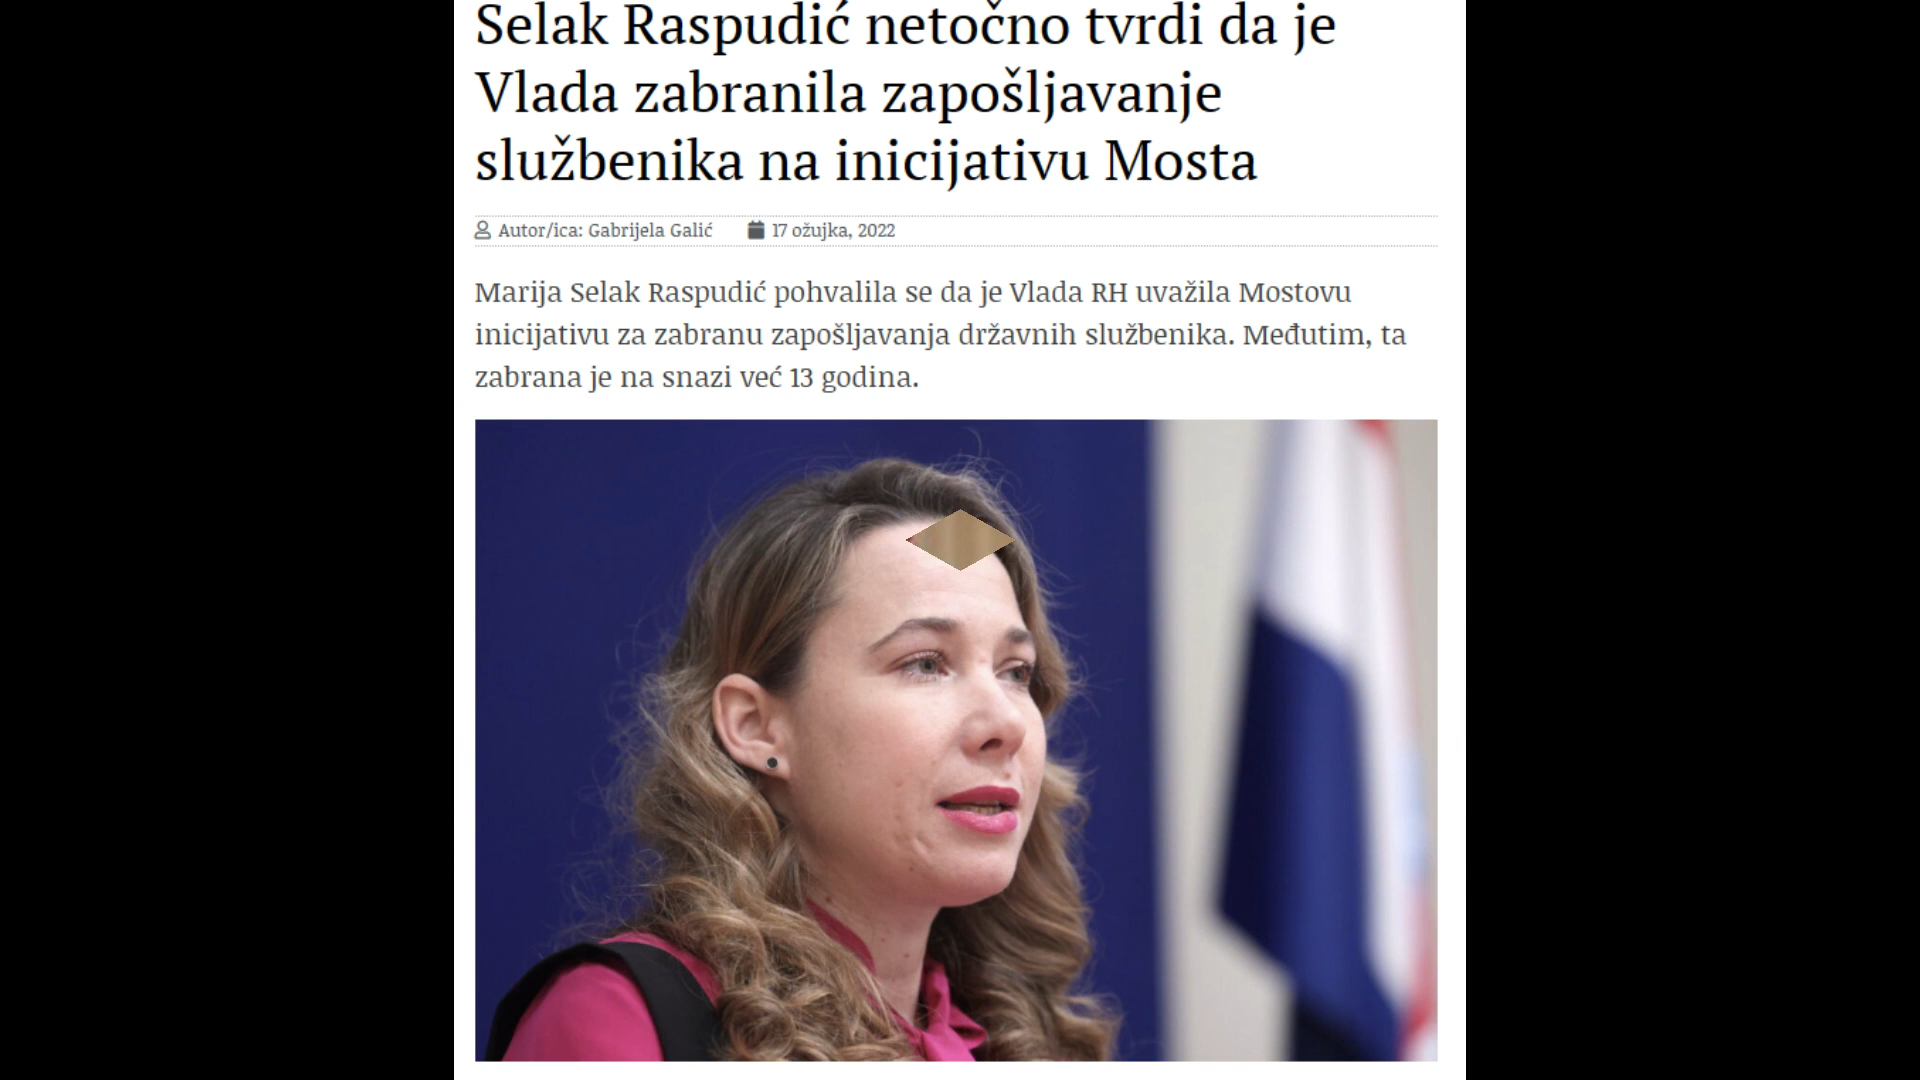 Selak Raspudić netočno tvrdi da je
Vlada zabranila zapošljavanje
službenika na inicijativu Mosta
Autor/ica: Gabrijela Galić 17 ožujka, 2022
Marija Selak Raspudić pohvalila se da je Vlada RH uvažila Mostovu
inicijativu za zabranu zapošljavanja državnih službenika. Međutim, ta
zabrana je na snazi već 13 godina.